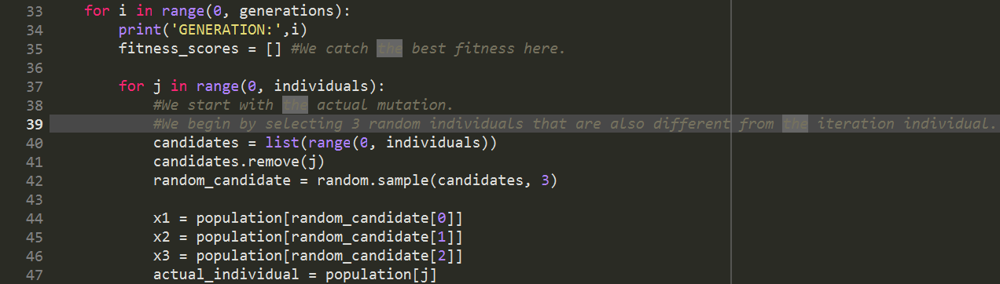 33 for i in range(0, generations):
34 print('GENERATION:',i)
35 fitness_scores = [] #We catch the best fitness here.
36
37 for j in range(0, individuals):
38 #We start with the actual mutation.
39 #We begin by selecting 3 random individuals that are also different from the iteration individual.
40 candidates = list(range(0, individuals))
41 candidates.remove(j)
42 random_candidate = random.sample(candidates, 3)
43
44 x1 = population[random_candidate[0]]
45 x2 = population[random_candidate[1]]
46 x3 = population[random_candidate[2]]
47 actual_individual = population[j]